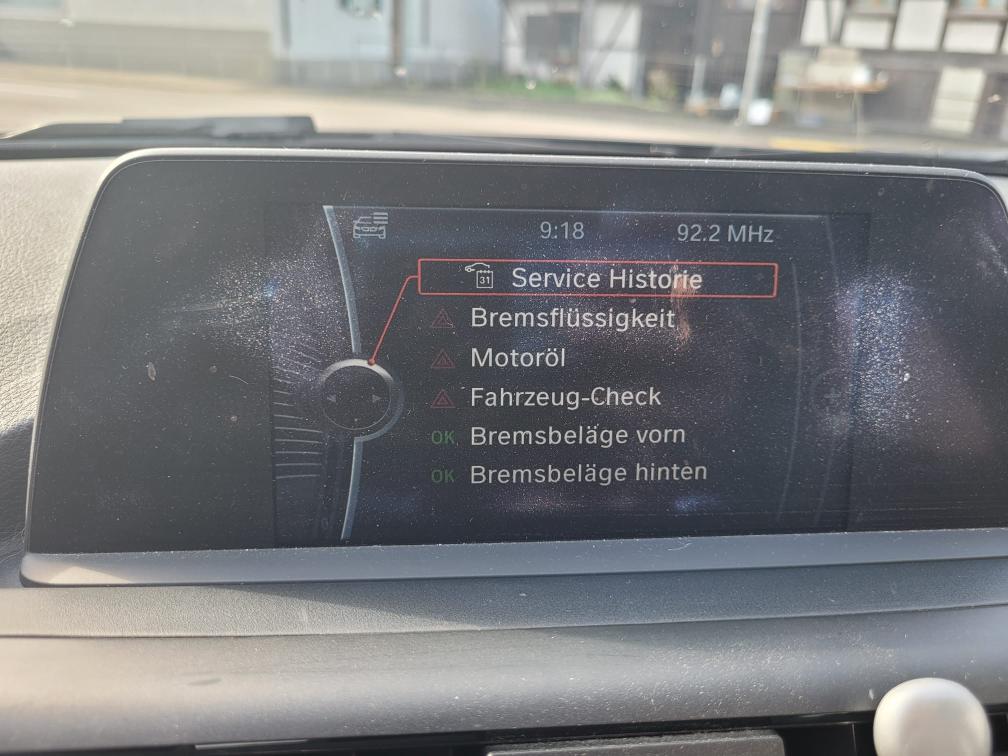 9:18 92.2 MHz
31 Service Historie
Bremsflüssigkeit
Motoröl
Fahrzeug-Check
OK Bremsbeläge vorn
OK Bremsbeläge hinten